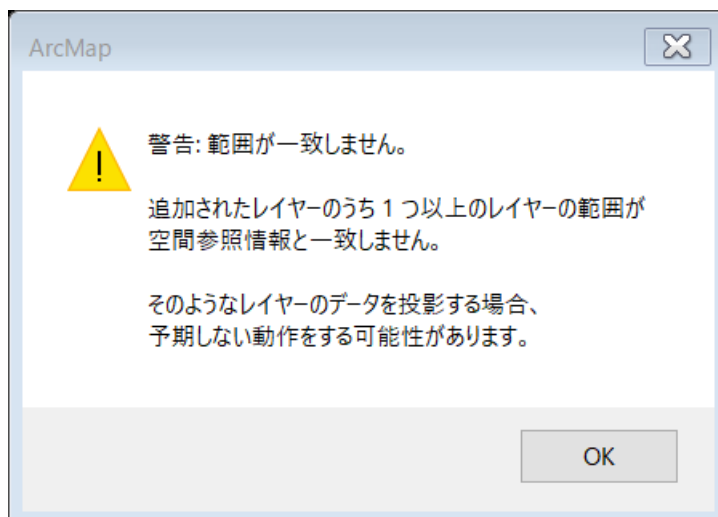 ArcMap
警告: 範囲が一致しません。
追加されたレイヤーのうち 1 つ以上のレイヤーの範囲が
空間参照情報と一致しません。
そのようなレイヤーのデータを投影する場合、
予期しない動作をする可能性があります。
OK